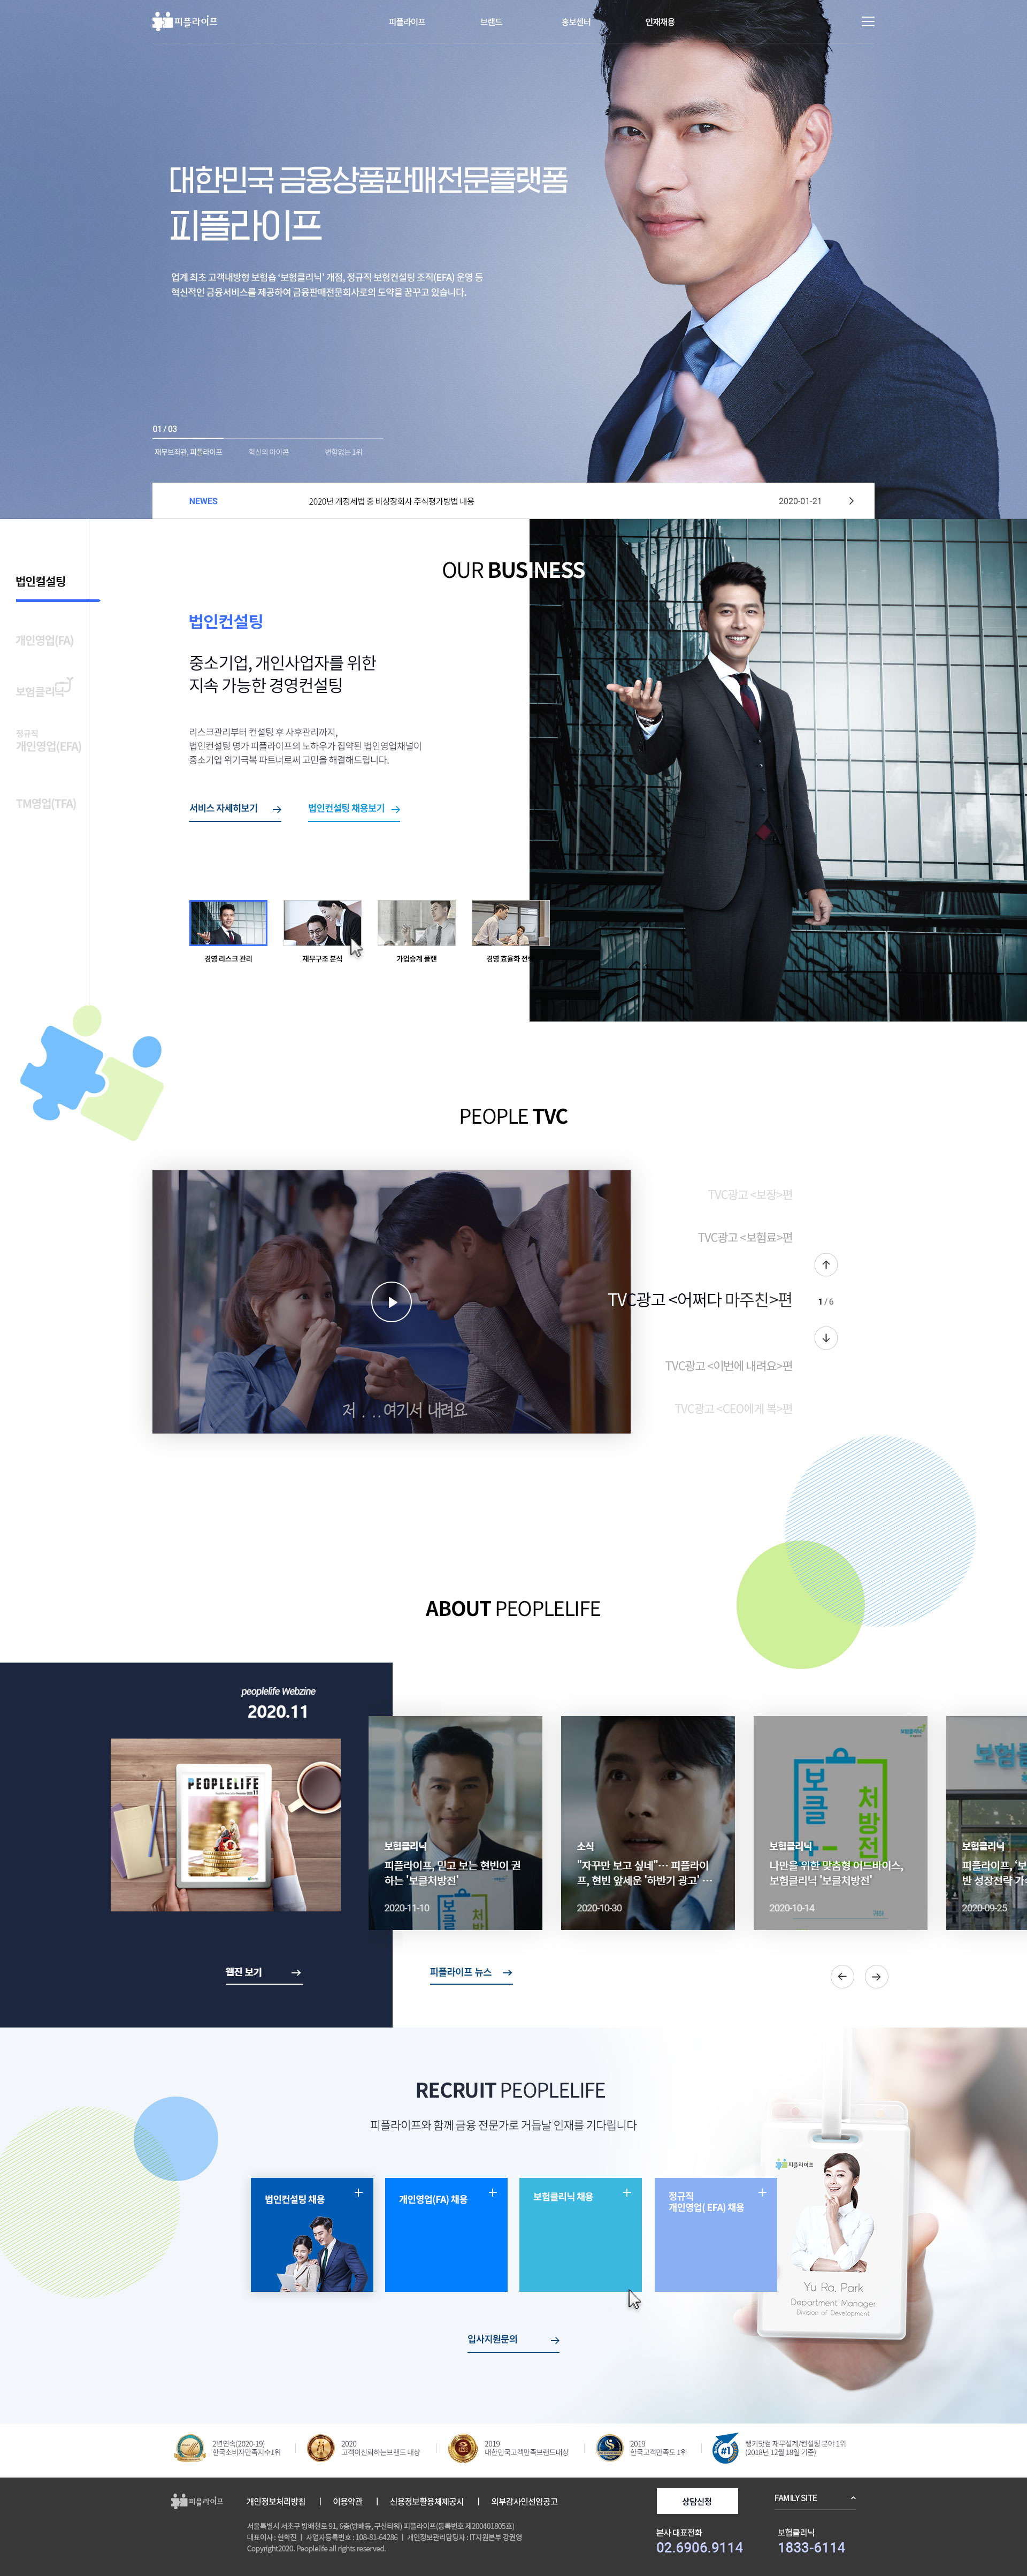 피플라이프
피플라이프 브랜드 홍보센터 인재채용
대한민국 금융상품판매전문플랫폼
피플라이프
업계 최초 고객내방형 보험숍 '보험클리닉' 개점, 정규직 보험컨설팅 조직(EFA) 운영 등
혁신적인 금융서비스를 제공하여 금융판매전문회사로의 도약을 꿈꾸고 있습니다.
01 / 03
재무보좌관, 피플라이프 혁신의 아이콘 변함없는 1위
NEWES 2020년 개정세법 중 비상장회사 주식평가방법 내용 2020-01-21
OUR BUSINESS
법인컬설팅
개인영업(FA)
보험클리닉
정규직
개인영업(EFA)
TM영업(TFA)
법인컨설팅
중소기업, 개인사업자를 위한
지속 가능한 경영컨설팅
리스크관리부터 컨설팅 후 사후관리까지,
법인컨설팅 명가 피플라이프의 노하우가 집약된 법인영업채널이
중소기업 위기극복 파트너로써 고민을 해결해드립니다.
서비스 자세히보기 법인컨설팅 채용보기
경영 리스크 관리 재무구조 분석 가업승계 플랜 경영 효율화 전략
PEOPLE TVC
저...여기서 내려요
TVC광고 <보장>편
TVC광고 <보험료>편
TVC광고 <어쩌다 마주친>편
1 / 6
TVC광고 <이번에 내려요>편
TVC광고 <CEO에게 복>편
ABOUT PEOPLELIFE
peoplelife Webzine
2020.11
PEOPLELIFE
웹진 보기
보험클리닉
피플라이프, 믿고 보는 현빈이 권
하는 '보클처방전'
2020-11-10
소식
"자꾸만 보고 싶네"… 피플라이
프, 현빈 앞세운 '하반기 광고' …
2020-10-30
보클 처방전
보험클리닉
나만을 위한 맞춤형 어드바이스,
보험클리닉 '보클처방전'
2020-10-14
보험클리닉
피플라이프, '보
반 성장전략 가
2020-09-25
피플라이프 뉴스
RECRUIT PEOPLELIFE
피플라이프와 함께 금융 전문가로 거듭날 인재를 기다립니다
법인컨설팅 채용
개인영업(FA) 채용
보험클리닉 채용
정규직
개인영업( EFA) 채용
피플라이프
Yu Ra, Park
Department Manager
Division of Development
입사지원문의
2년연속(2020-19)
한국소비자만족지수1위
2020
고객이신뢰하는브랜드 대상
2019
대한민국고객만족브랜드대상
2019
한국고객만족도 1위
#1
랭키닷컴 재무설계/컨설팅 분야 1위
(2018년 12월 18일 기준)
피플라이프
개인정보처리방침 | 이용약관 | 신용정보활용체제공시 | 외부감사인선임공고
상담신청
FAMILY SITE
서울특별시 서초구 방배천로 91, 6층(방배동, 구산타워) 피플라이프(등록번호 제200401805호)
대표이사 : 현학진 | 사업자등록번호 : 108-81-64286 | 개인정보관리담당자 : IT지원본부 강권영
Copyright2020. Peoplelife all rights reserved.
본사 대표전화
02.6906.9114
보험클리닉
1833-6114